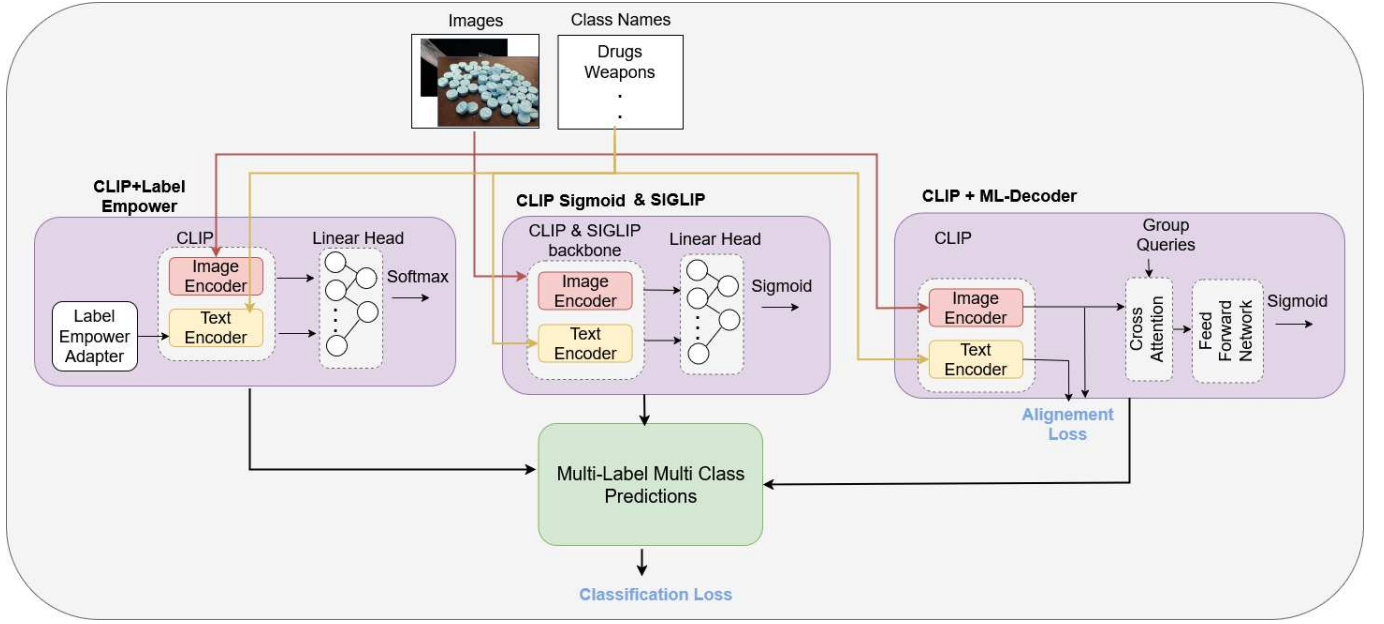 Images
Class Names
Drugs
Weapons
.
.
CLIP+Label
Empower
CLIP
Image
Encoder
Text
Encoder
Label
Empower
Adapter
Linear Head
Softmax
CLIP Sigmoid & SIGLIP
CLIP & SIGLIP
backbone
Image
Encoder
Text
Encoder
Linear Head
Sigmoid
CLIP + ML-Decoder
CLIP
Image
Encoder
Text
Encoder
Group
Queries
Cross
Attention
Feed
Forward
Network
Sigmoid
Alignement
Loss
Multi-Label Multi Class
Predictions
Classification Loss